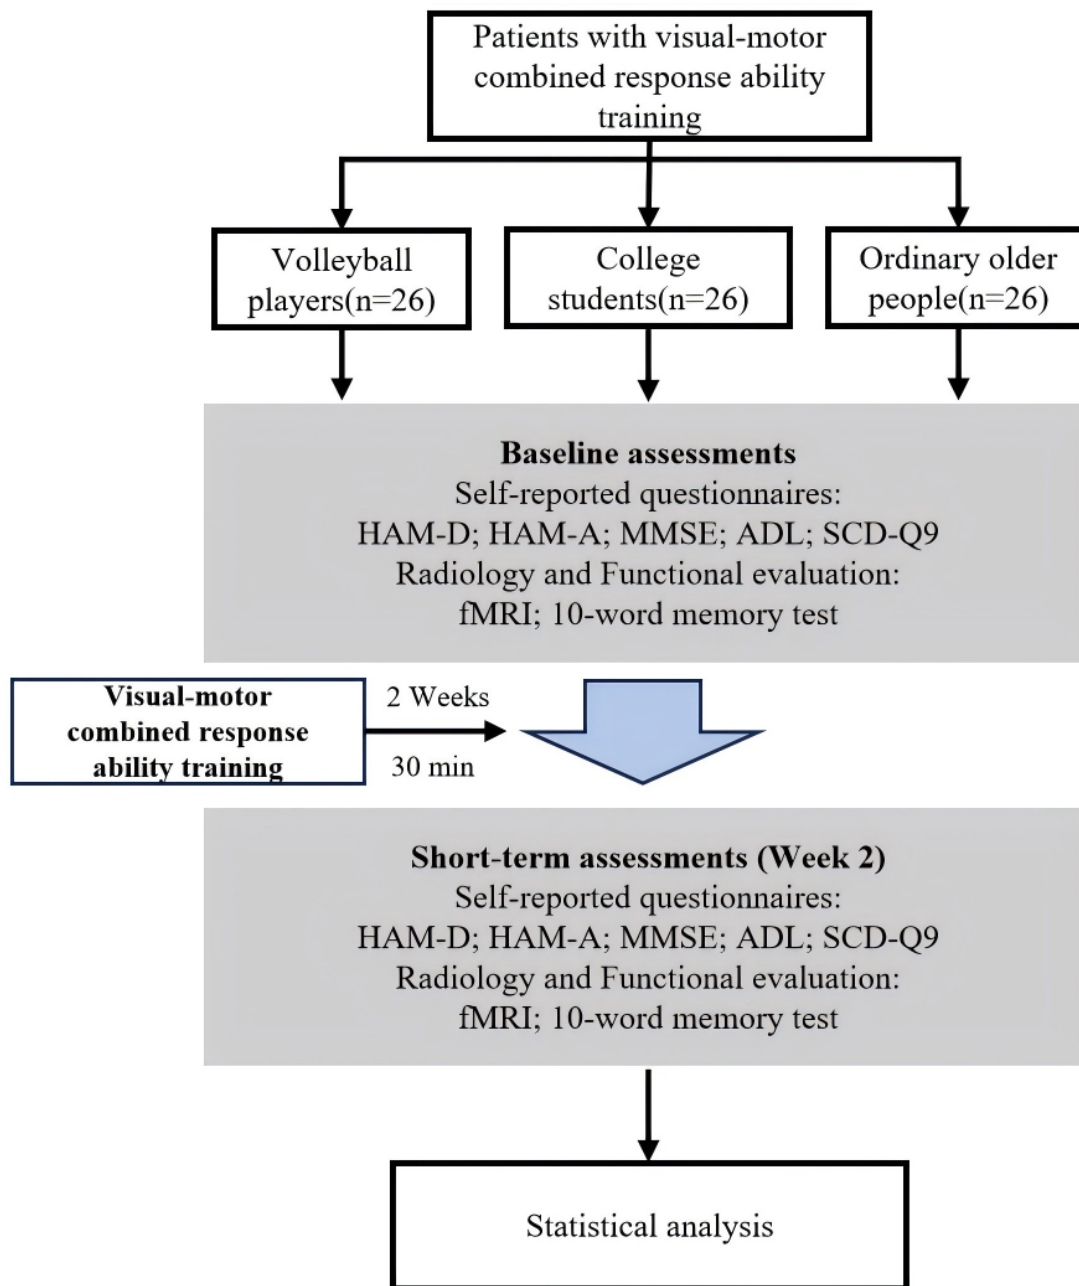 Patients with visual-motor
combined response ability
training
Volleyball
players(n=26)
College
students(n=26)
Ordinary older
people(n=26)
Baseline assessments
Self-reported questionnaires:
HAM-D; HAM-A; MMSE; ADL; SCD-Q9
Radiology and Functional evaluation:
fMRI; 10-word memory test
Visual-motor
combined response
ability training
2 Weeks
30 min
Short-term assessments (Week 2)
Self-reported questionnaires:
HAM-D; HAM-A; MMSE; ADL; SCD-Q9
Radiology and Functional evaluation:
fMRI; 10-word memory test
Statistical analysis